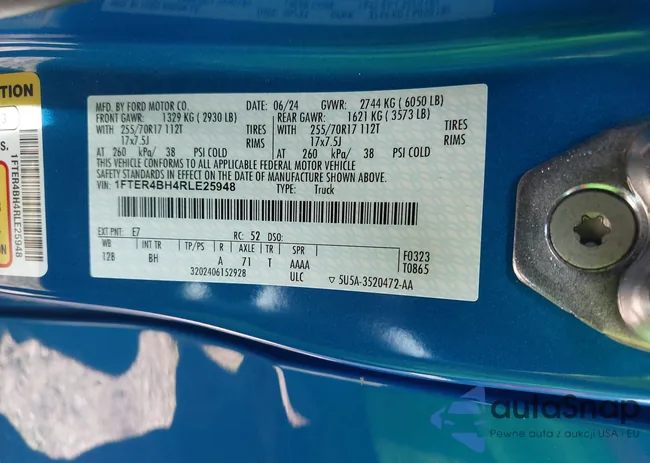 TION
S.
1FTER4BH4RLE25948
MFD. BY FORD MOTOR CO. DATE: 06/24 GVWR: 2744 KG ( 6050 LB)
FRONT GAWR: 1329 KG ( 2930 LB) REAR GAWR: 1621 KG ( 3573 LB)
WITH 255/70R17 112T TIRES WITH 255/70R17 112T TIRES
17x7.5J RIMS 17x7.5J RIMS
AT 260 kPa/ 38 PSI COLD AT 260 kPa/ 38 PSI COLD
THIS VEHICLE CONFORMS TO ALL APPLICABLE FEDERAL MOTOR VEHICLE
SAFETY STANDARDS IN EFFECT ON THE DATE OF MANUFACTURE SHOWN ABOVE.
VIN: 1FTER4BH4RLE25948 TYPE: Truck
EXT PNT: E7 RC: 52 DSO:
WB INT TR TP/PS R AXLE TR SPR F0323
128 BH A 71 T AAAA T0865
3202406152928 ULC ▽ 5U5A-3520472-AA
autaSnap
Pewne auta z aukcji USA i EU